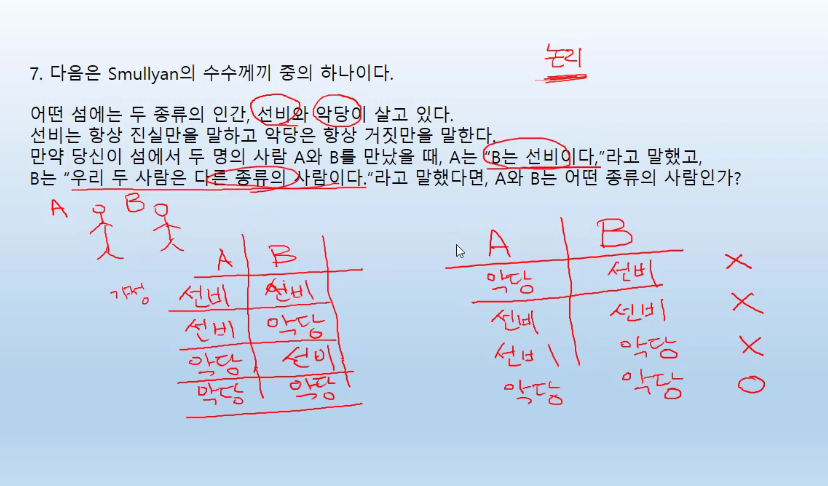 논리
7. 다음은 Smullyan의 수수께끼 중의 하나이다.
어떤 섬에는 두 종류의 인간, 선비와 악당이 살고 있다.
선비는 항상 진실만을 말하고 악당은 항상 거짓만을 말한다.
만약 당신이 섬에서 두 명의 사람 A와 B를 만났을 때, A는 “B는 선비이다,”라고 말했고,
B는 “우리 두 사람은 다른 종류의 사람이다.“라고 말했다면, A와 B는 어떤 종류의 사람인가?
A B
가정
A B
선비 선비
선비 악당
악당 선비
악당 악당
A B
악당 선비 X
선비 선비 X
선비 악당 X
악당 악당 O